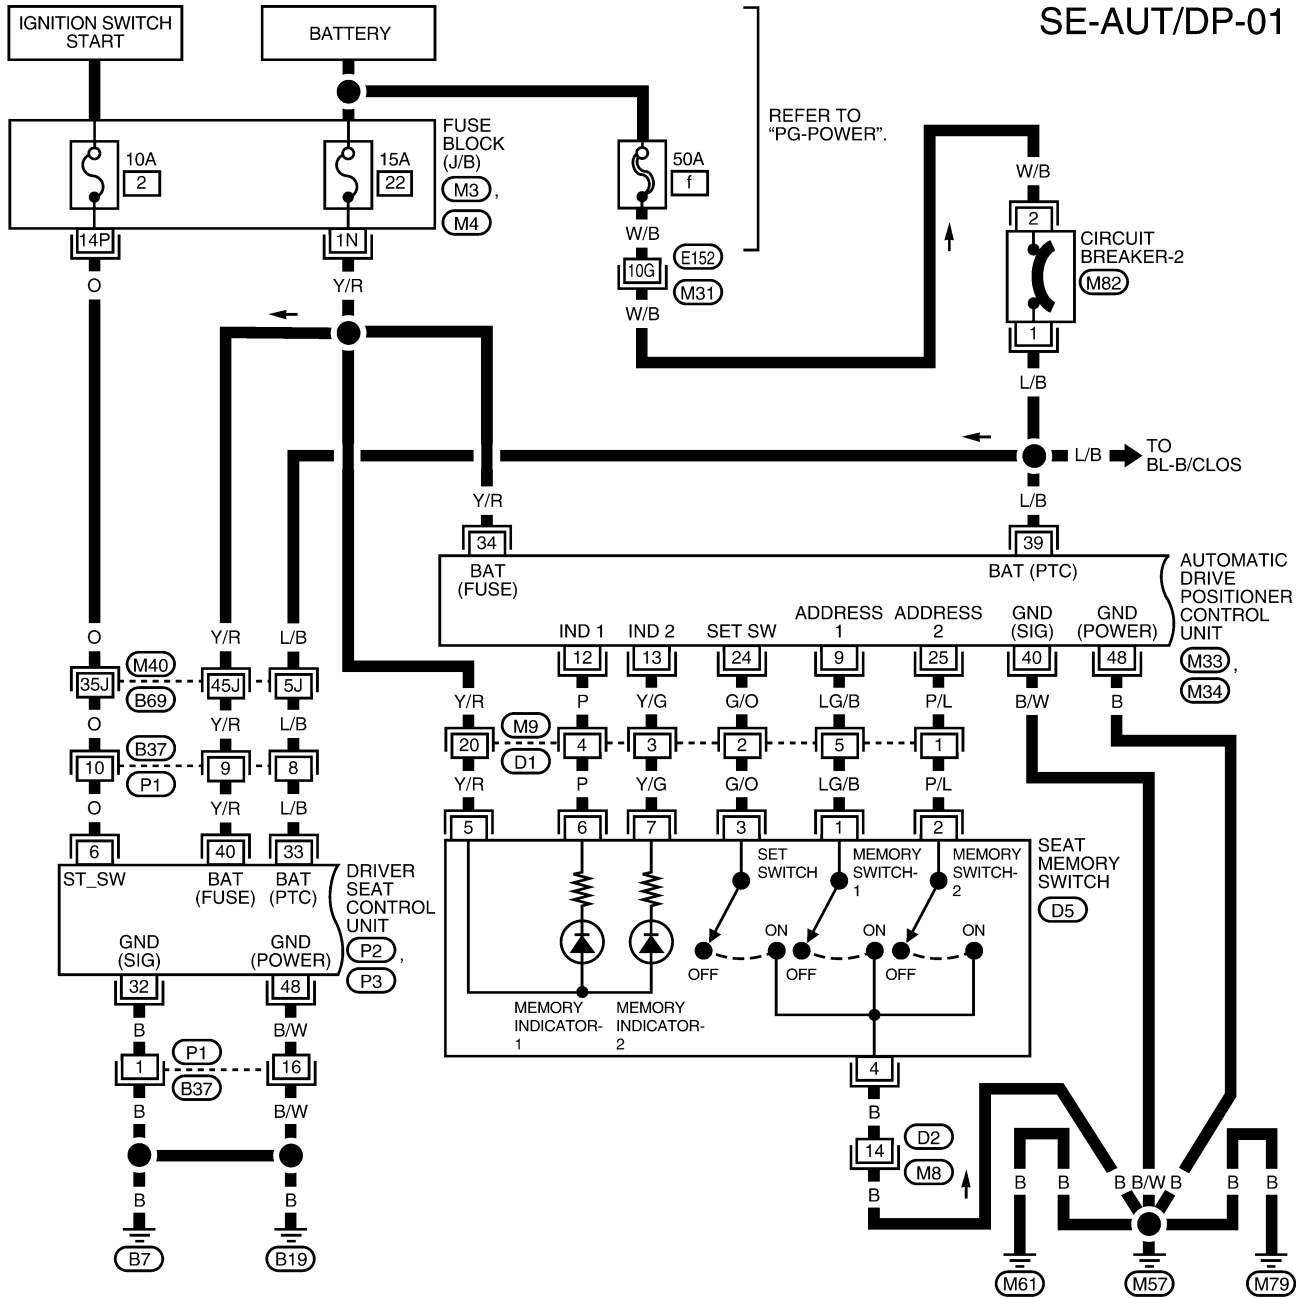 SE-AUT/DP-01
IGNITION SWITCH
START
BATTERY
REFER TO
"PG-POWER".
FUSE
BLOCK
(J/B)
M3 ,
M4
10A
2
15A
22
50A
f
14P
1N
W/B
10G
E152
M31
W/B
W/B
2
CIRCUIT
BREAKER-2
M82
1
L/B
O
Y/R
L/B
TO
BL-B/CLOS
Y/R
L/B
34
39
BAT
(FUSE)
BAT (PTC)
AUTOMATIC
DRIVE
POSITIONER
CONTROL
UNIT
M33 ,
M34
IND 1
IND 2
SET SW
ADDRESS
1
ADDRESS
2
GND
(SIG)
GND
(POWER)
12
13
24
9
25
40
48
O
Y/R
L/B
35J
M40
B69
45J
5J
O
Y/R
L/B
10
B37
P1
9
8
O
Y/R
L/B
6
40
33
Y/R
P
Y/G
G/O
LG/B
P/L
B/W
B
20
M9
D1
4
3
2
5
1
Y/R
P
Y/G
G/O
LG/B
P/L
5
6
7
3
1
2
ST_SW
BAT
(FUSE)
BAT
(PTC)
DRIVER
SEAT
CONTROL
UNIT
P2 ,
P3
GND
(SIG)
GND
(POWER)
32
48
B
B/W
1
P1
B37
16
B
B/W
B
B
B7
B19
SET
SWITCH
MEMORY
SWITCH-
1
MEMORY
SWITCH-
2
SEAT
MEMORY
SWITCH
D5
ON
ON
ON
OFF
OFF
OFF
MEMORY
INDICATOR-
1
MEMORY
INDICATOR-
2
4
B
14
D2
M8
B
B
B
B
B/W
B
B
B
M61
M57
M79